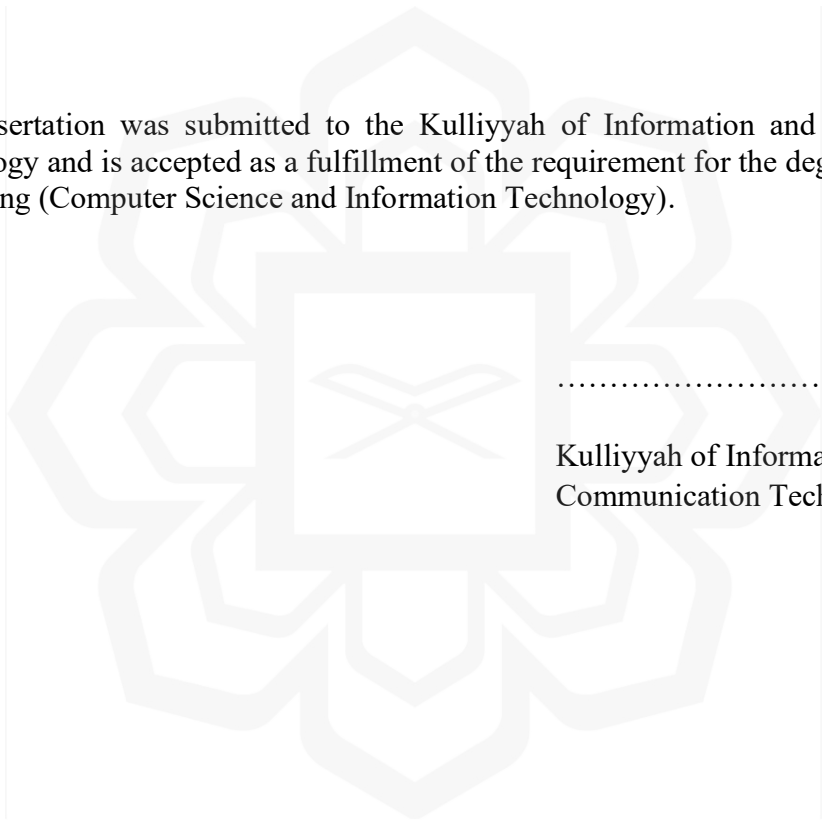 sertation was submitted to the Kulliyyah of Information and
ogy and is accepted as a fulfillment of the requirement for the deg
ng (Computer Science and Information Technology).
………………………
Kulliyyah of Informa
Communication Tech